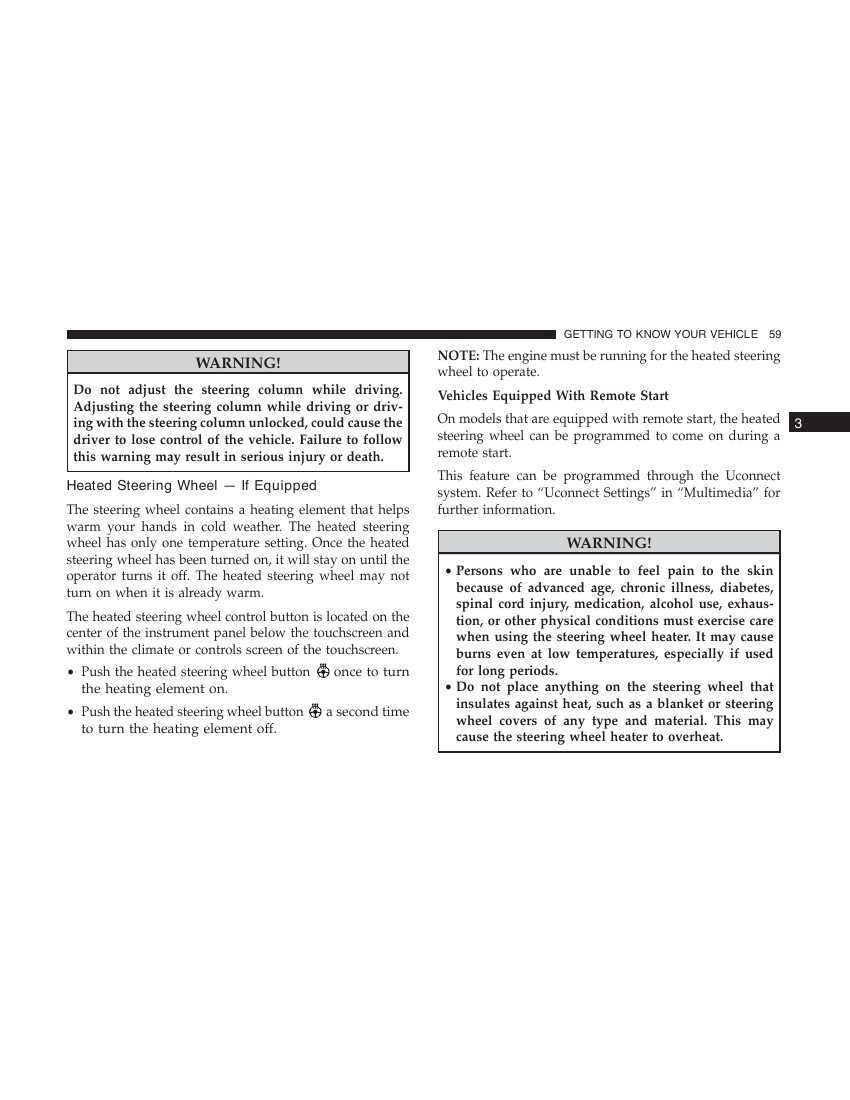 GETTING TO KNOW YOUR VEHICLE 59
WARNING!
Do not adjust the steering column while driving.
Adjusting the steering column while driving or driv-
ing with the steering column unlocked, could cause the
driver to lose control of the vehicle. Failure to follow
this warning may result in serious injury or death.
Heated Steering Wheel — If Equipped
The steering wheel contains a heating element that helps
warm your hands in cold weather. The heated steering
wheel has only one temperature setting. Once the heated
steering wheel has been turned on, it will stay on until the
operator turns it off. The heated steering wheel may not
turn on when it is already warm.
The heated steering wheel control button is located on the
center of the instrument panel below the touchscreen and
within the climate or controls screen of the touchscreen.
• Push the heated steering wheel button once to turn
the heating element on.
• Push the heated steering wheel button a second time
to turn the heating element off.
NOTE: The engine must be running for the heated steering
wheel to operate.
Vehicles Equipped With Remote Start
On models that are equipped with remote start, the heated
steering wheel can be programmed to come on during a
remote start.
This feature can be programmed through the Uconnect
system. Refer to “Uconnect Settings” in “Multimedia” for
further information.
WARNING!
• Persons who are unable to feel pain to the skin
because of advanced age, chronic illness, diabetes,
spinal cord injury, medication, alcohol use, exhaus-
tion, or other physical conditions must exercise care
when using the steering wheel heater. It may cause
burns even at low temperatures, especially if used
for long periods.
• Do not place anything on the steering wheel that
insulates against heat, such as a blanket or steering
wheel covers of any type and material. This may
cause the steering wheel heater to overheat.
3